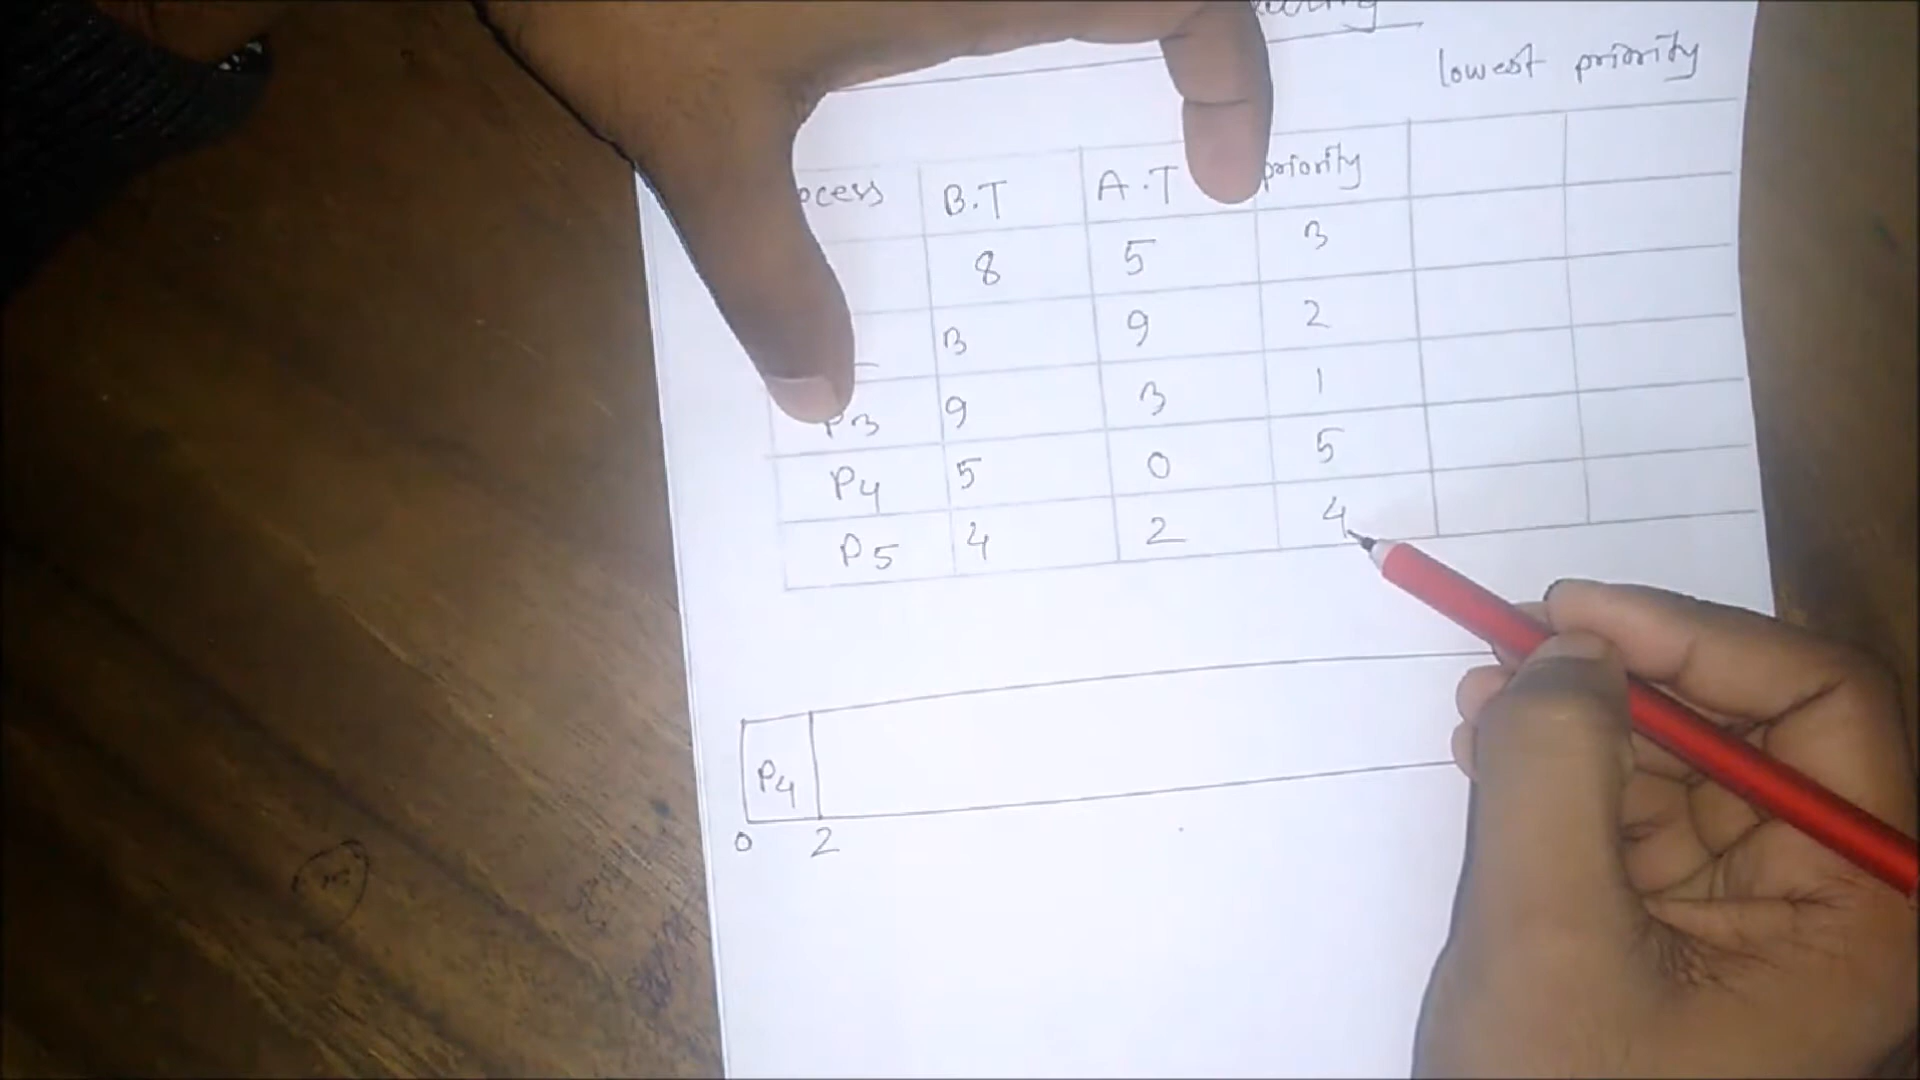 lowest priority
ocess B.T A.T priority
8 5 3
3 9 2
P3 9 3 1
P4 5 0 5
P5 4 2 4
P4
0 2